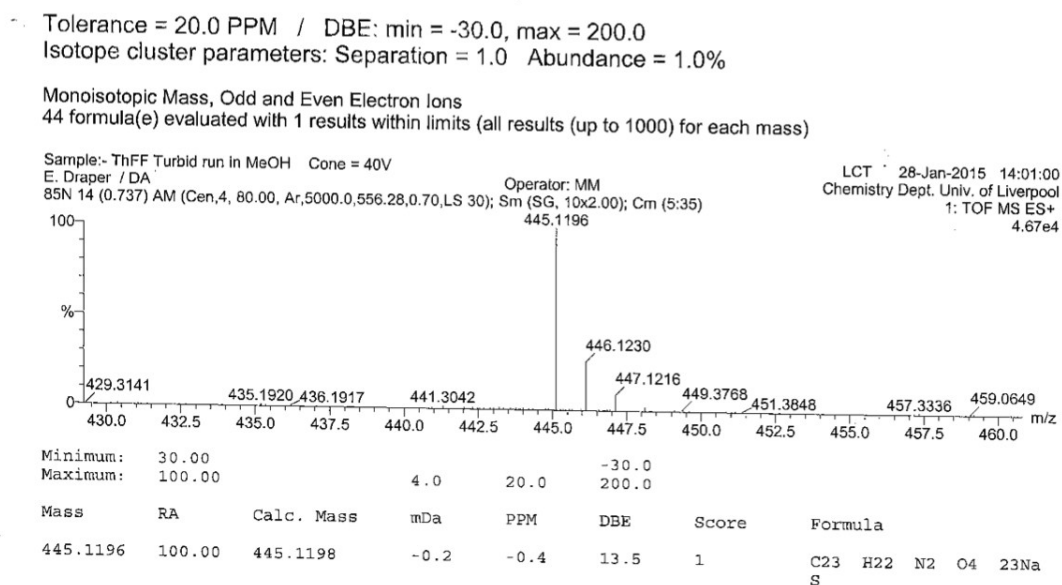 Tolerance = 20.0 PPM / DBE: min = -30.0, max = 200.0
Isotope cluster parameters: Separation = 1.0 Abundance = 1.0%
Monoisotopic Mass, Odd and Even Electron Ions
44 formula(e) evaluated with 1 results within limits (all results (up to 1000) for each mass)
Sample:- ThFF Turbid run in MeOH Cone = 40V
LCT 28-Jan-2015 14:01:00
E. Draper / DA
Operator: MM
Chemistry Dept. Univ. of Liverpool
85N 14 (0.737) AM (Cen,4, 80.00, Ar,5000.0,556.28,0.70,LS 30); Sm (SG, 10x2.00); Cm (5:35)
1: TOF MS ES+
4.67e4
100
445.1196
%
446.1230
447.1216
429.3141 435.1920 436.1917 441.3042 449.3768 451.3848 457.3336 459.0649
0
430.0 432.5 435.0 437.5 440.0 442.5 445.0 447.5 450.0 452.5 455.0 457.5 460.0 m/z
Minimum: 30.00 -30.0
Maximum: 100.00 4.0 20.0 200.0
Mass RA Calc. Mass mDa PPM DBE Score Formula
445.1196 100.00 445.1198 -0.2 -0.4 13.5 1 C23 H22 N2 O4 23Na
S